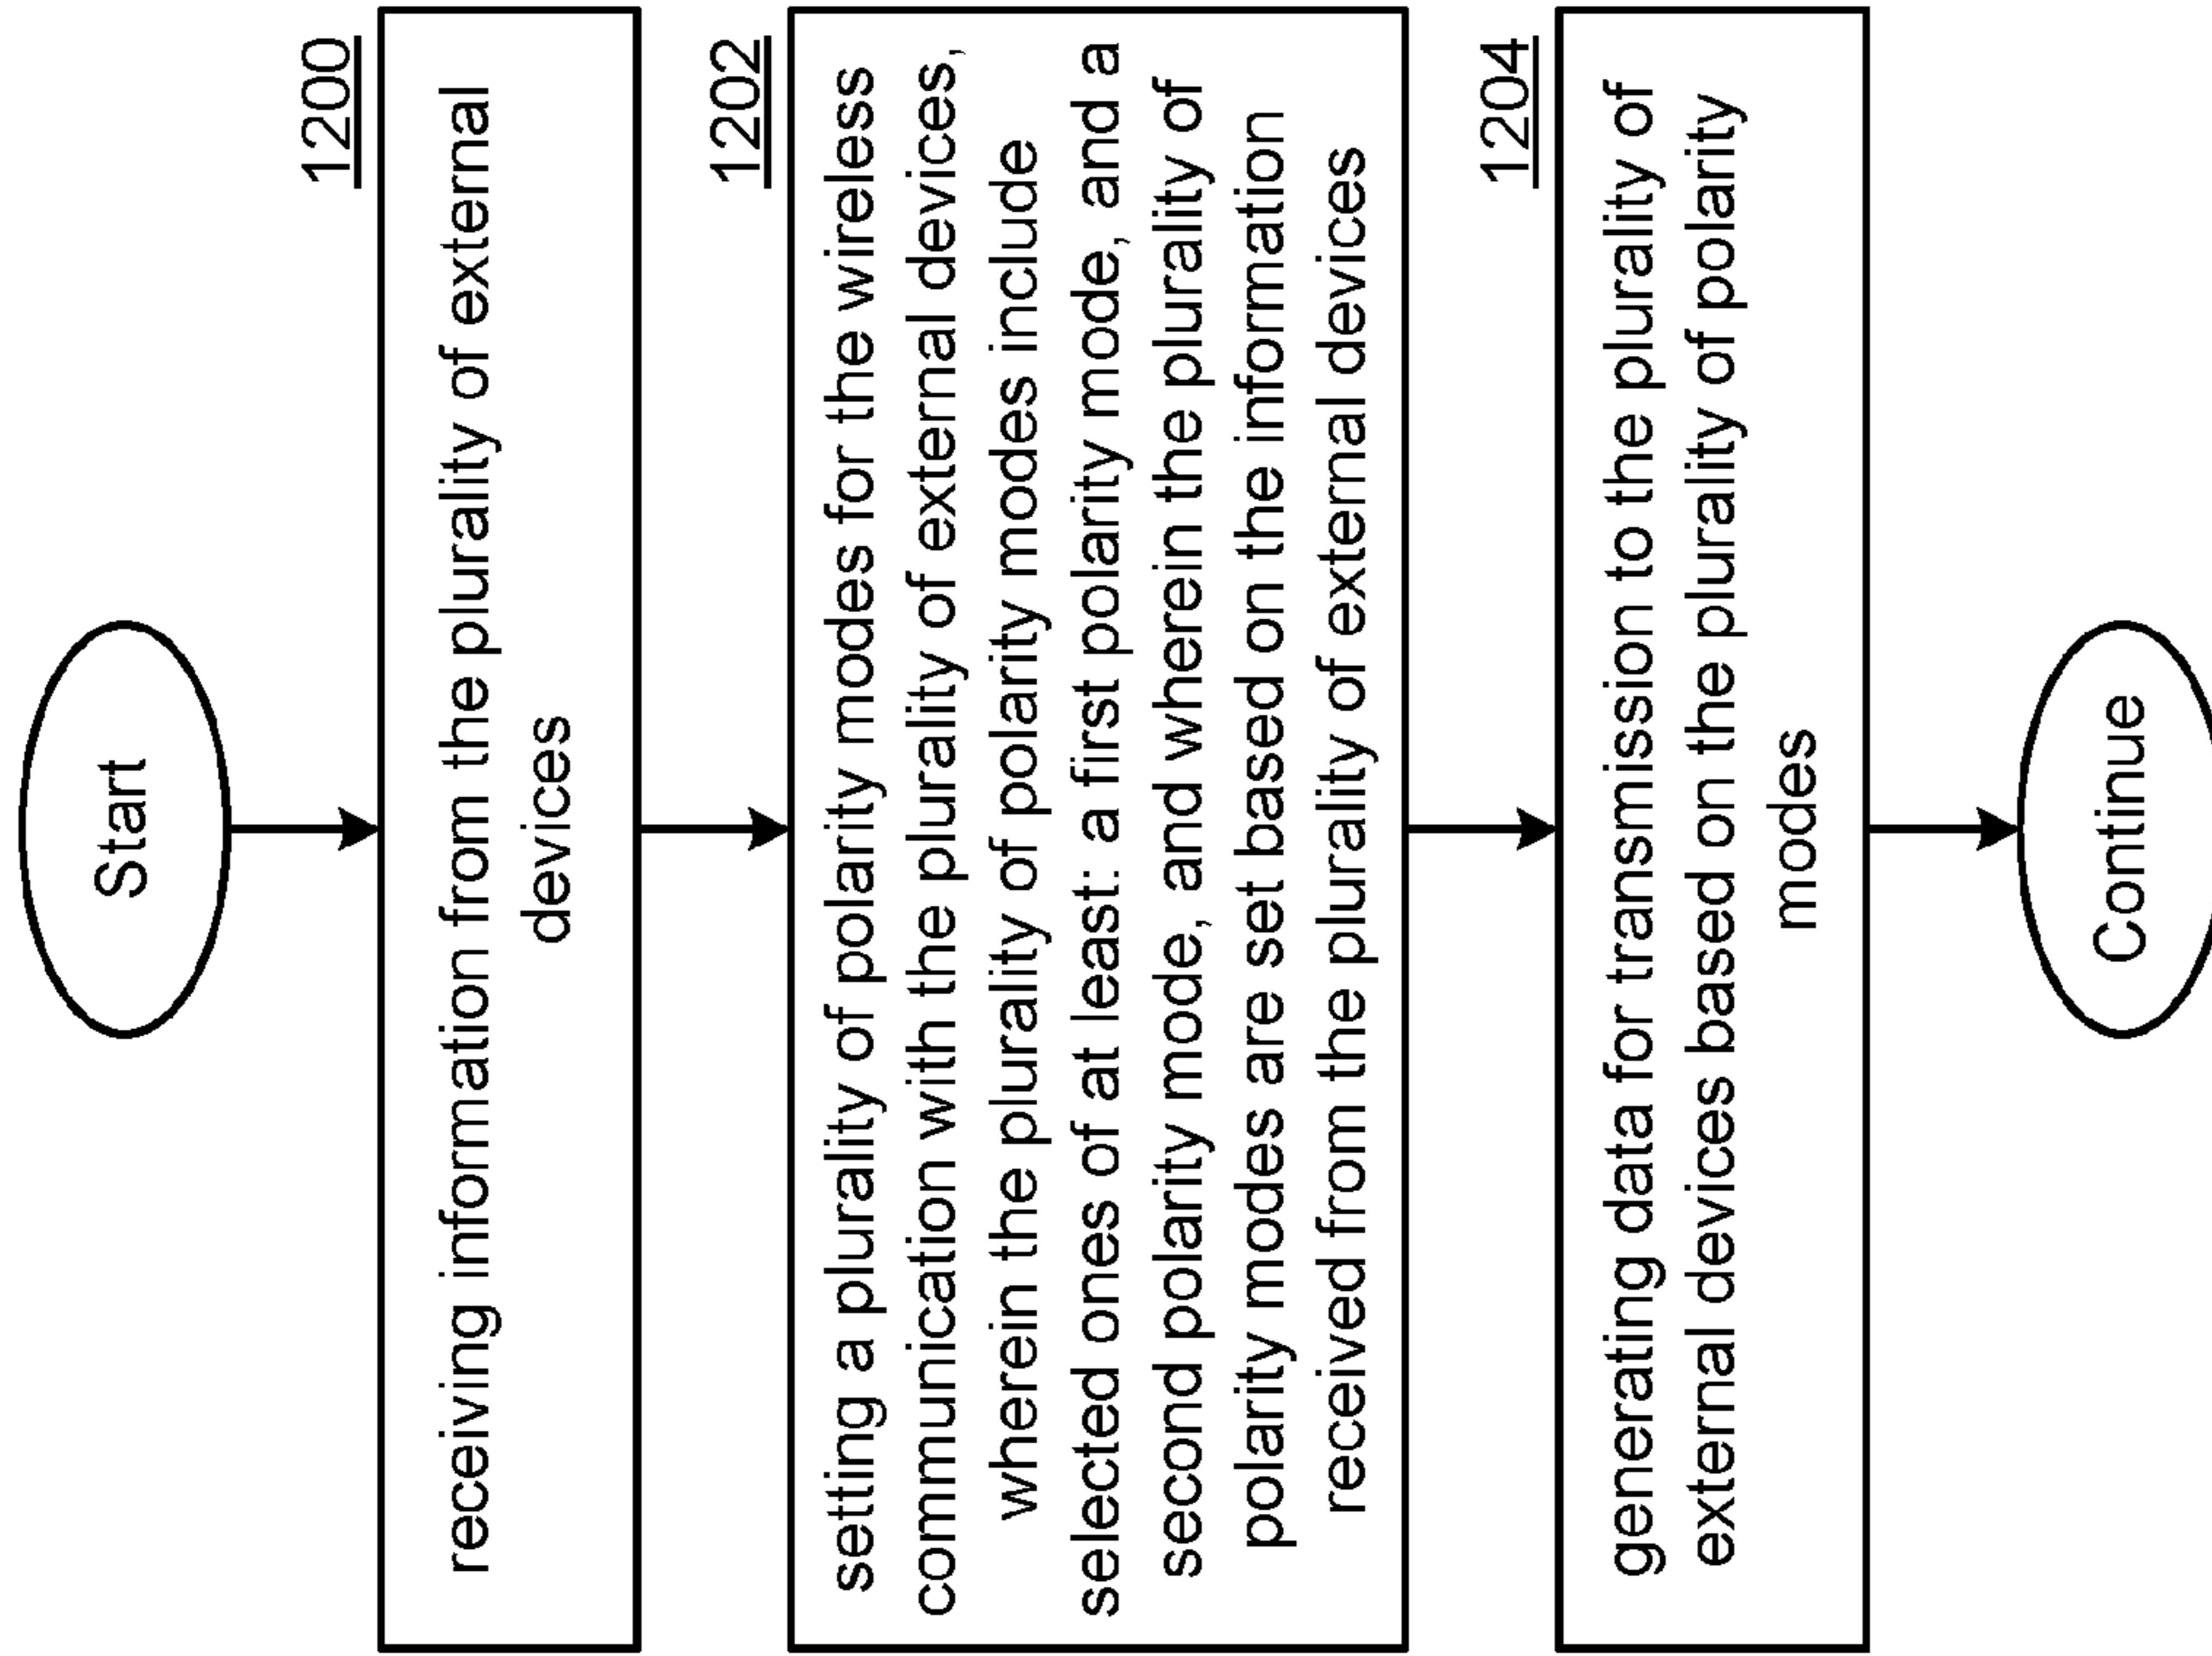 Start
1200
receiving information from the plurality of external
devices
1202
setting a plurality of polarity modes for the wireless
communication with the plurality of external devices,
wherein the plurality of polarity modes include
selected ones of at least: a first polarity mode, and a
second polarity mode, and wherein the plurality of
polarity modes are set based on the information
received from the plurality of external devices
1204
generating data for transmission to the plurality of
external devices based on the plurality of polarity
modes
Continue